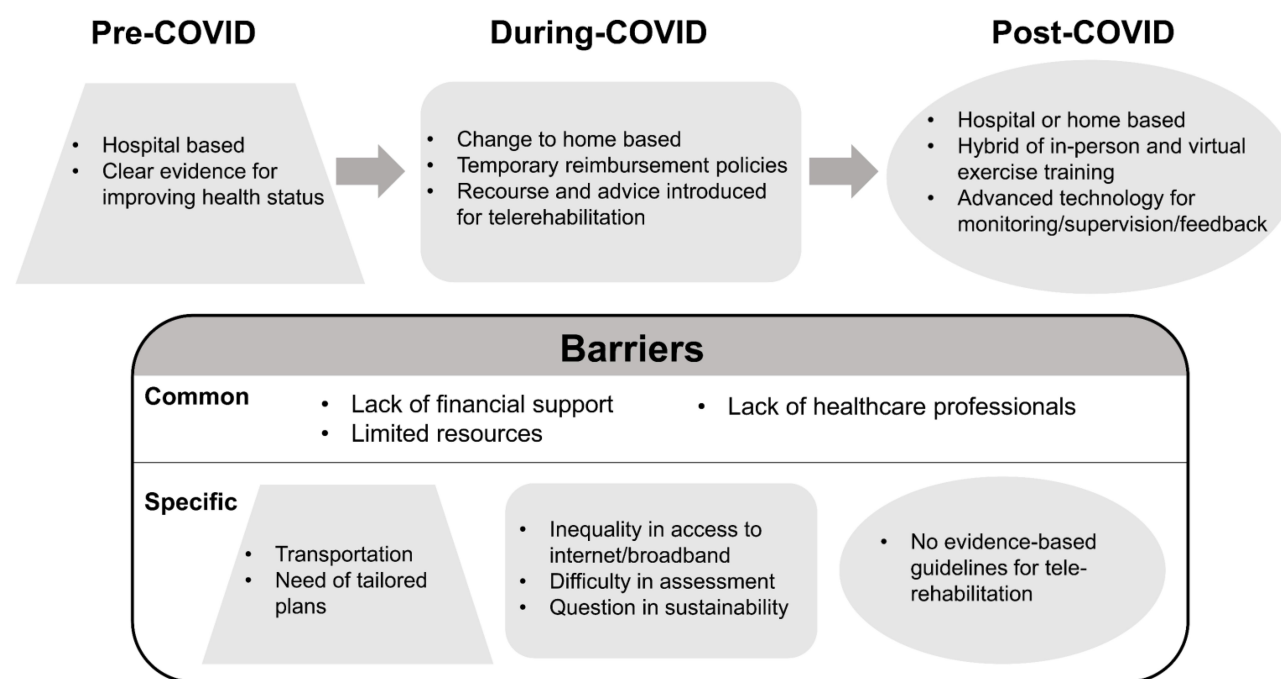 Pre-COVID
During-COVID
Post-COVID
• Hospital based
• Clear evidence for
improving health status
• Change to home based
• Temporary reimbursement policies
• Recourse and advice introduced
for telerehabilitation
• Hospital or home based
• Hybrid of in-person and virtual
exercise training
• Advanced technology for
monitoring/supervision/feedback
Barriers
Common
• Lack of financial support
• Limited resources
• Lack of healthcare professionals
Specific
• Transportation
• Need of tailored
plans
• Inequality in access to
internet/broadband
• Difficulty in assessment
• Question in sustainability
• No evidence-based
guidelines for tele-
rehabilitation